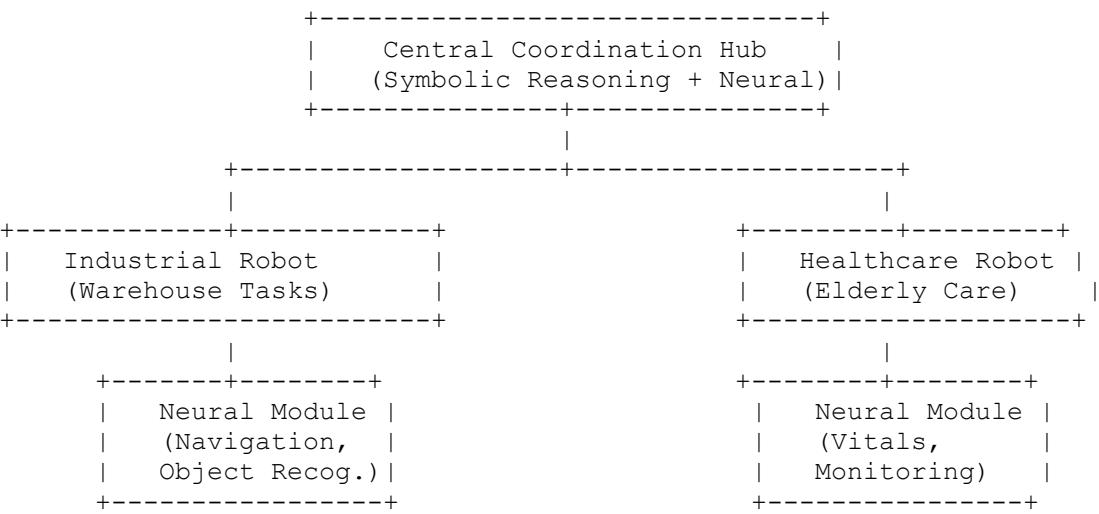 Central Coordination Hub
(Symbolic Reasoning + Neural)
Industrial Robot
(Warehouse Tasks)
Healthcare Robot
(Elderly Care)
Neural Module
(Navigation,
Object Recog.)
Neural Module
(Vitals,
Monitoring)